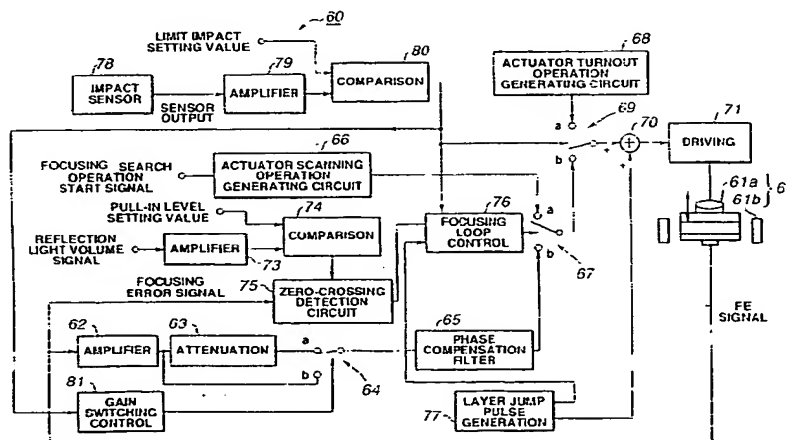 60
LIMIT IMPACT
SETTING VALUE
78
IMPACT
SENSOR
SENSOR
OUTPUT
79
AMPLIFIER
80
COMPARISON
68
ACTUATOR TURNOUT
OPERATION
GENERATING CIRCUIT
a
69
b
+
+
70
71
DRIVING
61a
61b
6
66
FOCUSING SEARCH
OPERATION
START SIGNAL
ACTUATOR SCANNING
OPERATION
GENERATING CIRCUIT
PULL-IN LEVEL
SETTING VALUE
74
COMPARISON
REFLECTION
LIGHT VOLUME
SIGNAL
AMPLIFIER
73
76
FOCUSING
LOOP
CONTROL
a
67
b
FOCUSING
ERROR SIGNAL
75
ZERO-CROSSING
DETECTION
CIRCUIT
62
AMPLIFIER
63
ATTENUATION
a
b
64
65
PHASE
COMPENSATION
FILTER
FE
SIGNAL
81
GAIN
SWITCHING
CONTROL
77
LAYER JUMP
PULSE
GENERATION